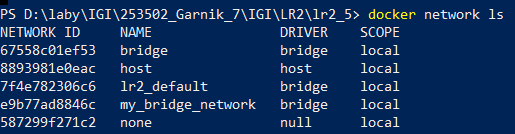 PS D:\laby\IGI\253502_Garnik_7\IGI\LR2\lr2_5> docker network ls
NETWORK ID     NAME                DRIVER    SCOPE
67558c01ef53   bridge              bridge    local
8893981e0eac   host                host      local
7f4e782306c6   lr2_default         bridge    local
e9b77ad8846c   my_bridge_network   bridge    local
587299f271c2   none                null      local